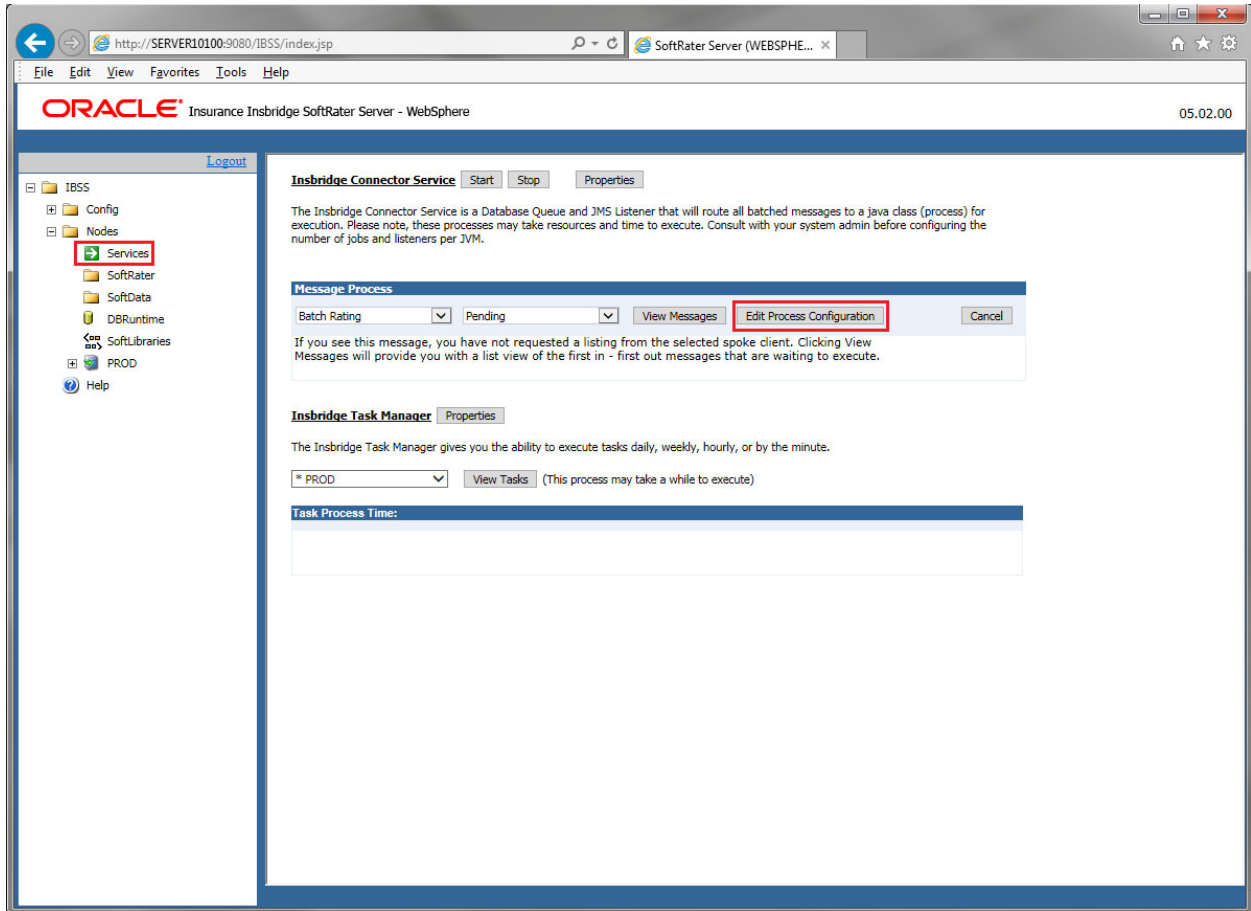 http://SERVER10100:9080/IBSS/index.jsp
SoftRater Server (WEBSPHE...
File Edit View Favorites Tools Help
ORACLE Insurance Insbridge SoftRater Server - WebSphere
05.02.00
Logout
IBSS
Config
Nodes
Services
SoftRater
SoftData
DBRuntime
SoftLibraries
PROD
Help
Insbridge Connector Service Start Stop Properties
The Insbridge Connector Service is a Database Queue and JMS Listener that will route all batched messages to a java class (process) for
execution. Please note, these processes may take resources and time to execute. Consult with your system admin before configuring the
number of jobs and listeners per JVM.
Message Process
Batch Rating Pending View Messages Edit Process Configuration Cancel
If you see this message, you have not requested a listing from the selected spoke client. Clicking View
Messages will provide you with a list view of the first in - first out messages that are waiting to execute.
Insbridge Task Manager Properties
The Insbridge Task Manager gives you the ability to execute tasks daily, weekly, hourly, or by the minute.
* PROD View Tasks (This process may take a while to execute)
Task Process Time: